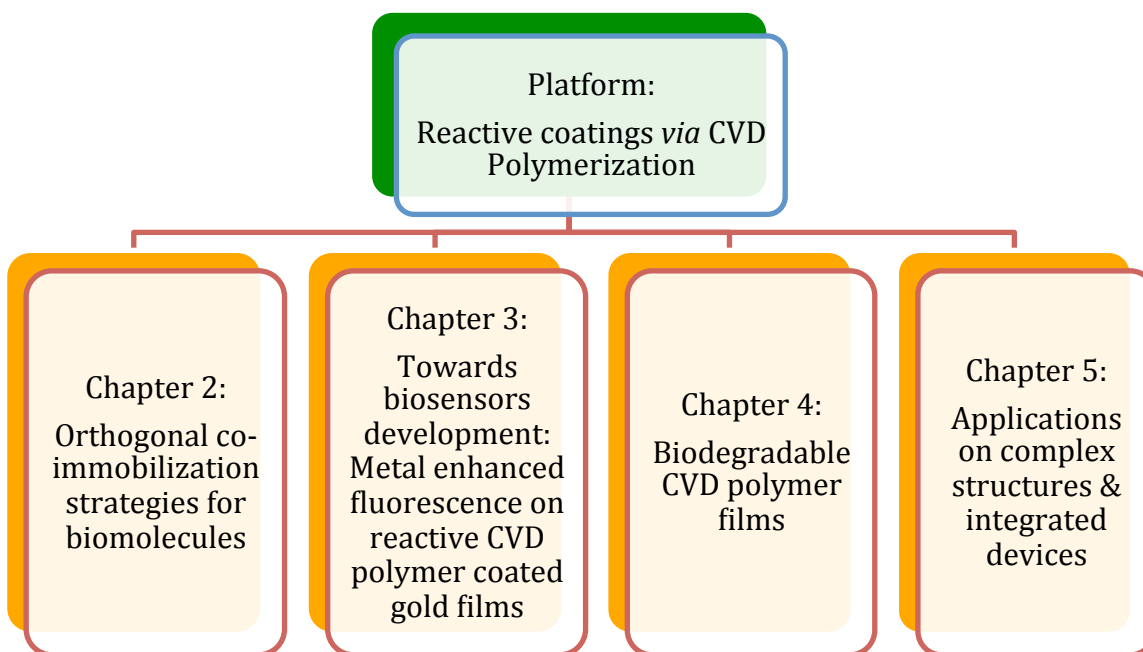 Platform:
Reactive coatings via CVD
Polymerization
Chapter 2:
Orthogonal co-
immobilization
strategies for
biomolecules
Chapter 3:
Towards
biosensors
development:
Metal enhanced
fluorescence on
reactive CVD
polymer coated
gold films
Chapter 4:
Biodegradable
CVD polymer
films
Chapter 5:
Applications
on complex
structures &
integrated
devices